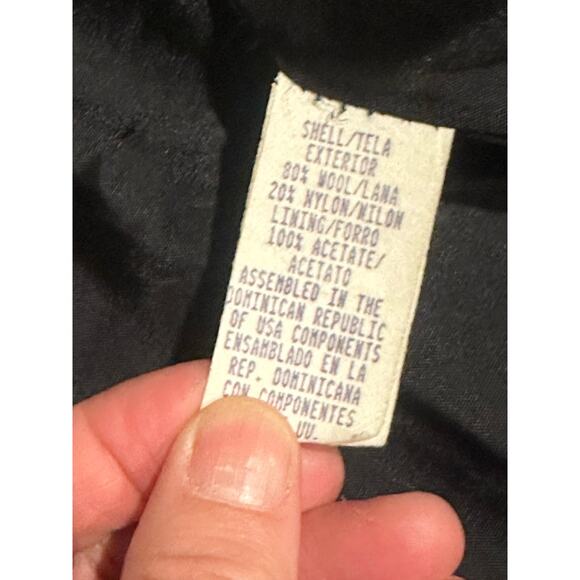 SHELL/TELA
EXTERIOR
80% WOOL/LANA
20% NYLON/NILON
LINING/FORRO
100% ACETATE/
ACETATO
ASSEMBLED IN THE
DOMINICAN REPUBLIC
OF USA COMPONENTS
ENSAMBLADO EN LA
REP. DOMINICANA
CON COMPONENTES
UU.